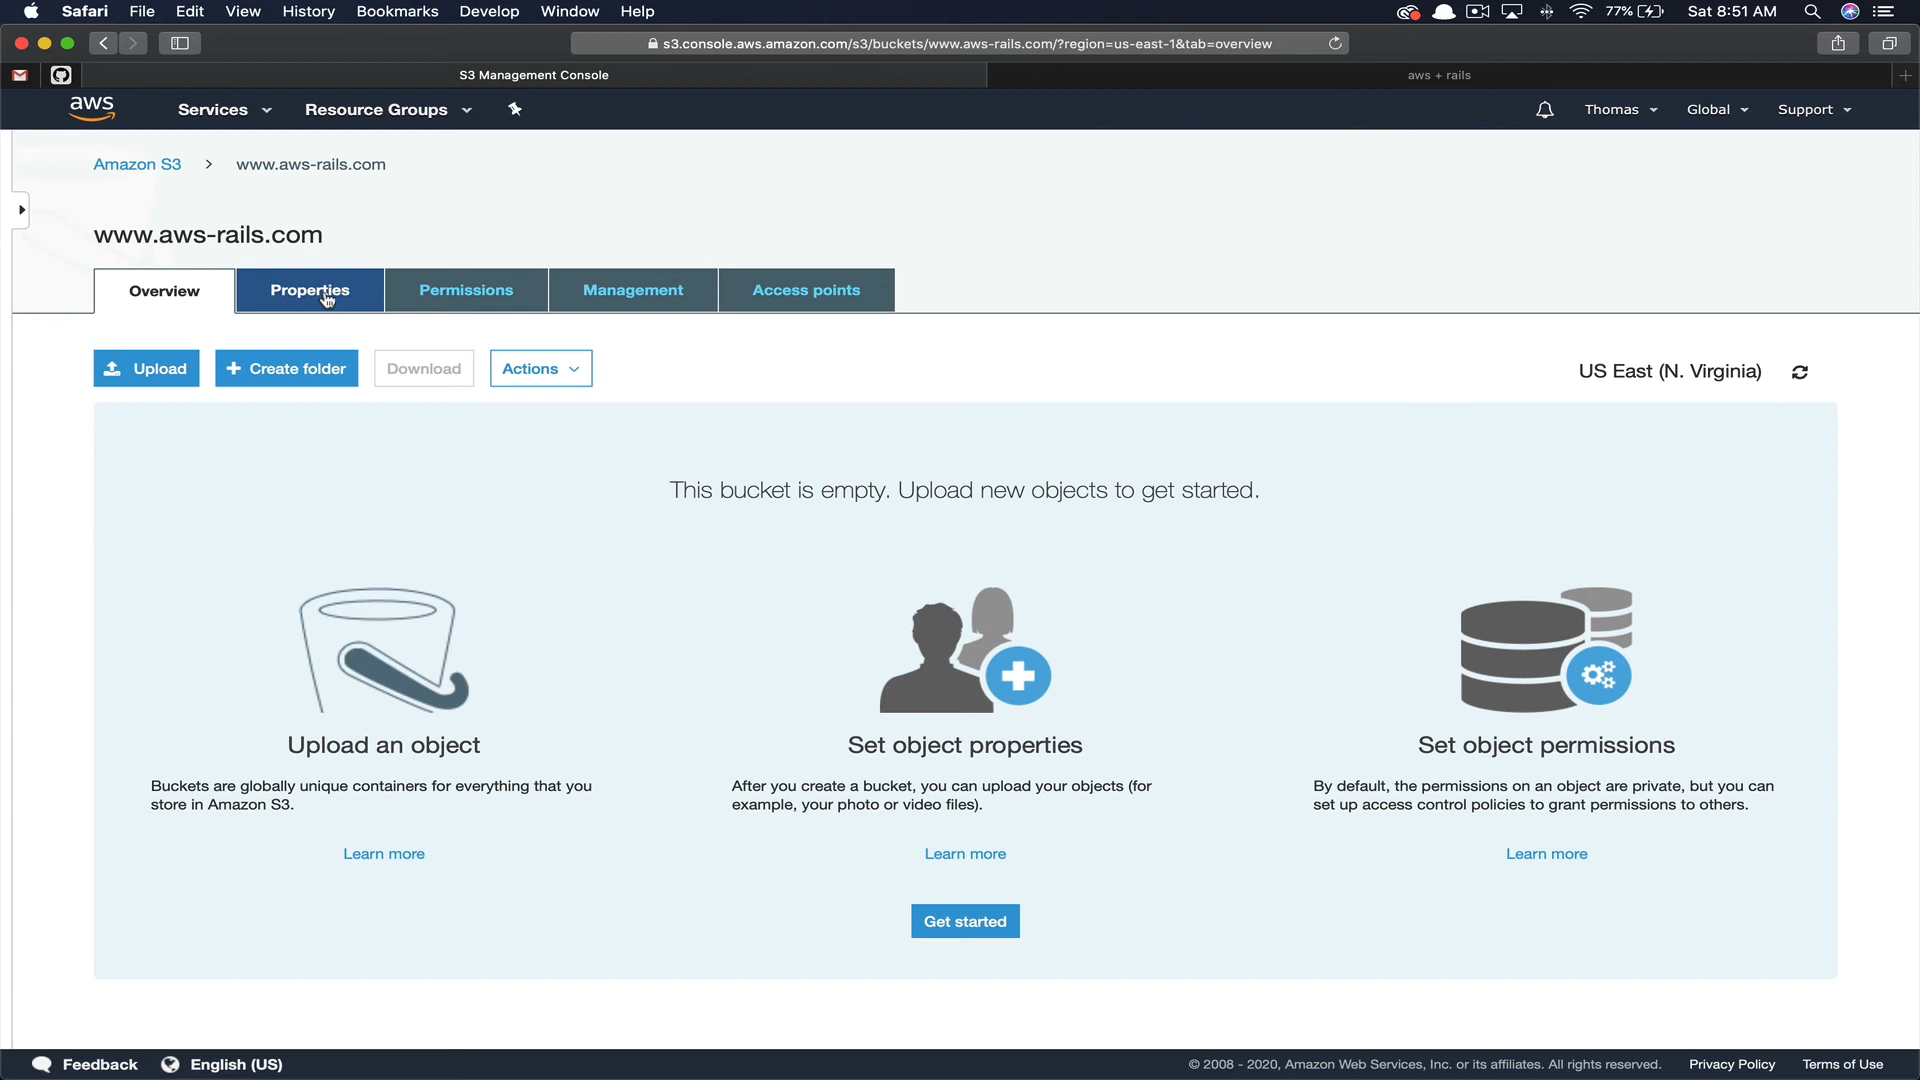 Safari File Edit View History Bookmarks Develop Window Help 77% Sat 8:51 AM
s3.console.aws.amazon.com/s3/buckets/www.aws-rails.com/?region=us-east-1&tab=overview
S3 Management Console aws + rails
aws Services Resource Groups Thomas Global Support
Amazon S3 > www.aws-rails.com
www.aws-rails.com
Overview Properties Permissions Management Access points
Upload + Create folder Download Actions US East (N. Virginia)
This bucket is empty. Upload new objects to get started.
Upload an object
Buckets are globally unique containers for everything that you
store in Amazon S3.
Learn more
Set object properties
After you create a bucket, you can upload your objects (for
example, your photo or video files).
Learn more
Set object permissions
By default, the permissions on an object are private, but you can
set up access control policies to grant permissions to others.
Learn more
Get started
Feedback English (US) © 2008 - 2020, Amazon Web Services, Inc. or its affiliates. All rights reserved. Privacy Policy Terms of Use